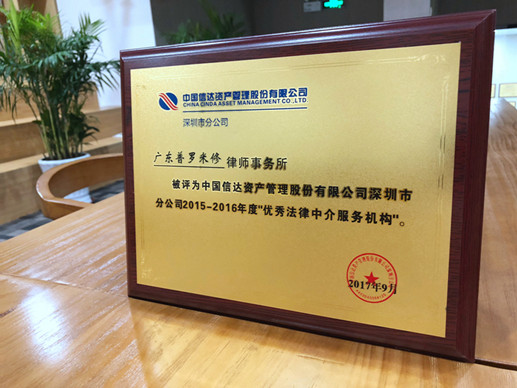 中国信达资产管理股份有限公司
CHINA CINDA ASSET MANAGEMENT CO.,LTD.
深圳市分公司
广东普罗米修律师事务所
被评为中国信达资产管理股份有限公司深圳市
分公司2015-2016年度"优秀法律中介服务机构"。
2017年9月